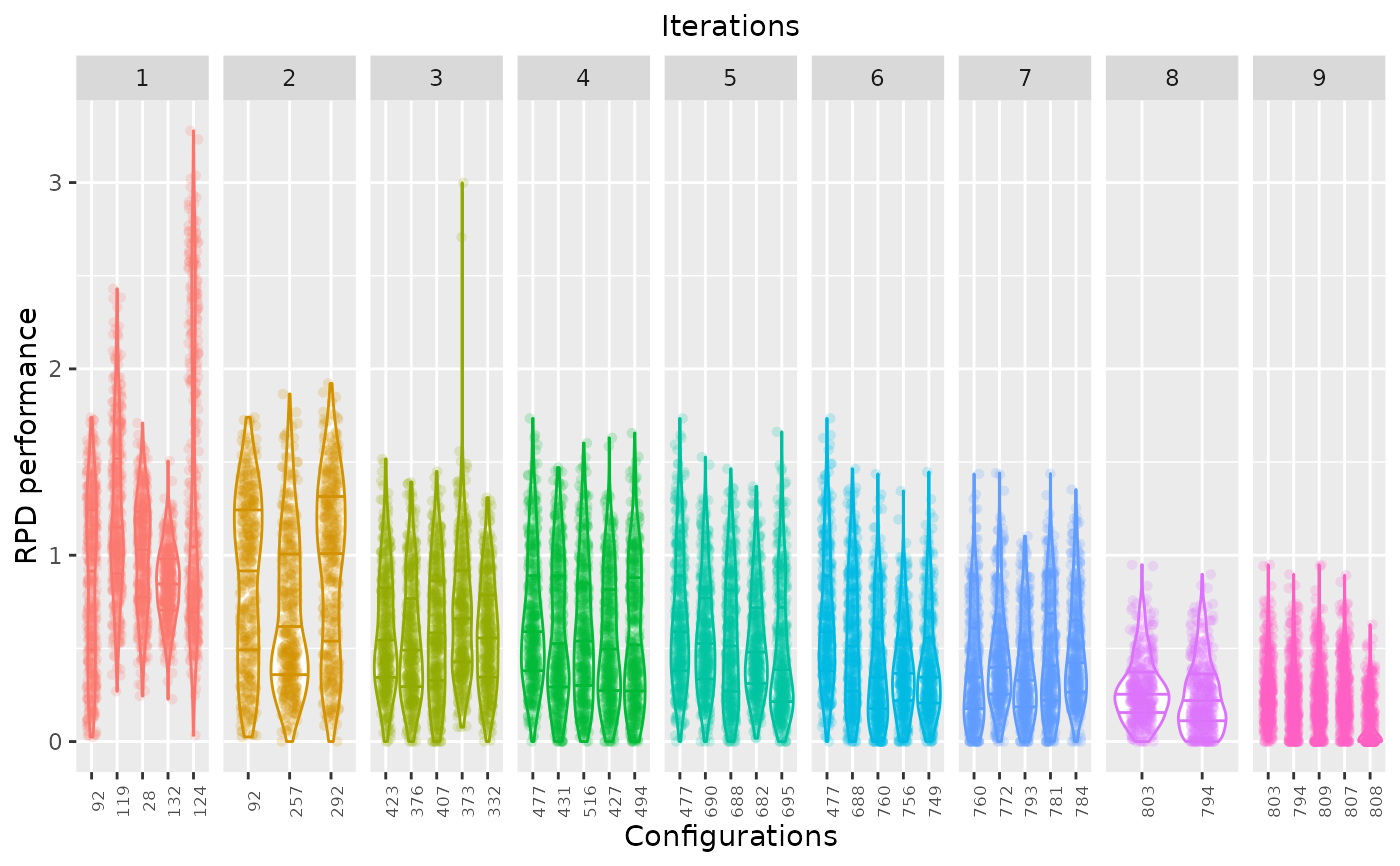 Iterations
1 2 3 4 5 6 7 8 9
RPD performance
3
2
1
0
92 119 28 132 124 92 257 292 423 376 407 373 332 477 431 516 427 494 477 690 688 682 695 477 688 760 756 749 760 772 793 781 784 803 794 803 794 809 807 808
Configurations